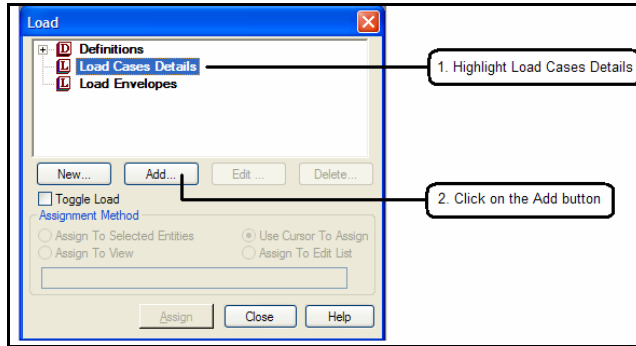 Load
Definitions
Load Cases Details
Load Envelopes
1. Highlight Load Cases Details
New... Add... Edit ... Delete...
Toggle Load
2. Click on the Add button
Assignment Method
Assign To Selected Entities Use Cursor To Assign
Assign To View Assign To Edit List
Assign Close Help